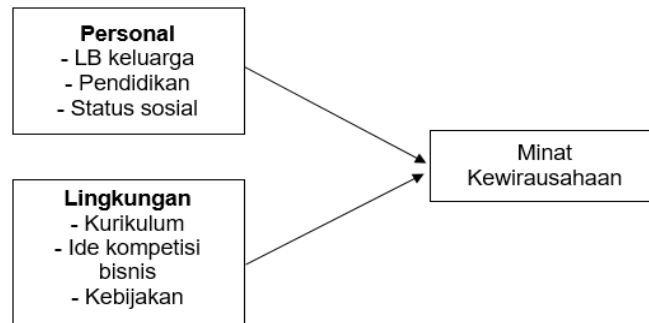 Personal
- LB keluarga
- Pendidikan
- Status sosial
Minat
Kewirausahaan
Lingkungan
- Kurikulum
- Ide kompetisi
bisnis
- Kebijakan